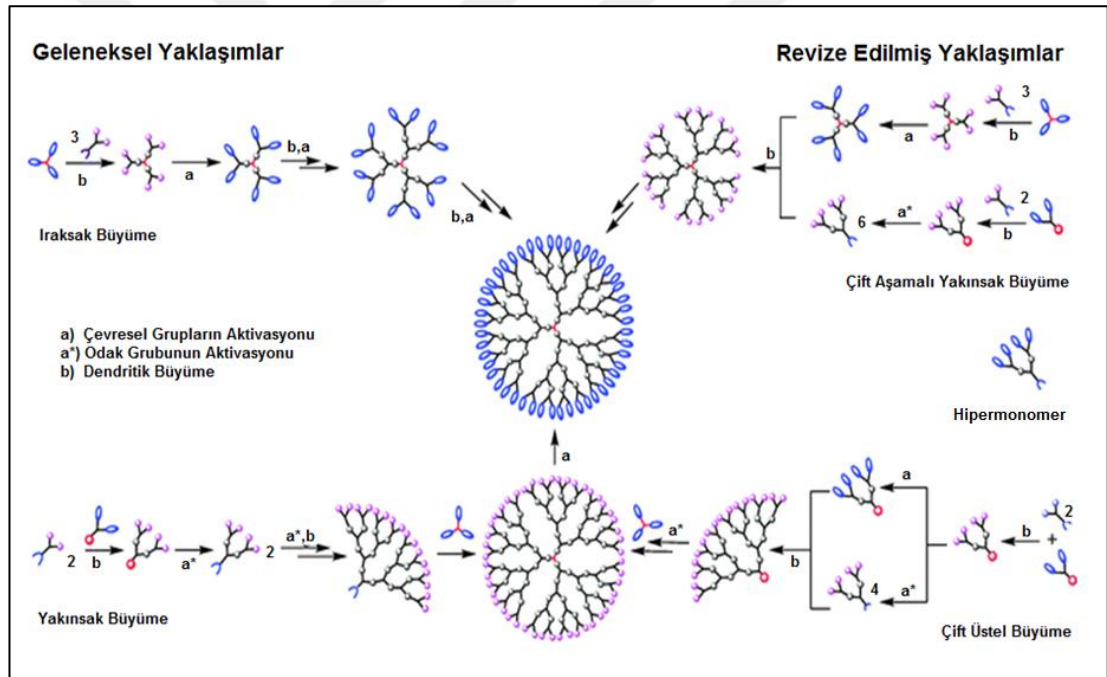 Geleneksel Yaklaşımlar
3
b
a
b,a
b,a
Iraksak Büyüme
a) Çevresel Grupların Aktivasyonu
a*) Odak Grubunun Aktivasyonu
b) Dendritik Büyüme
Revize Edilmiş Yaklaşımlar
b
a
3
b
6
a*
2
b
Çift Aşamalı Yakınsak Büyüme
Hipermonomer
a
2
b
a*
2
a*,b
Yakınsak Büyüme
a*
b
a
4
a*
b
2
+
Çift Üstel Büyüme